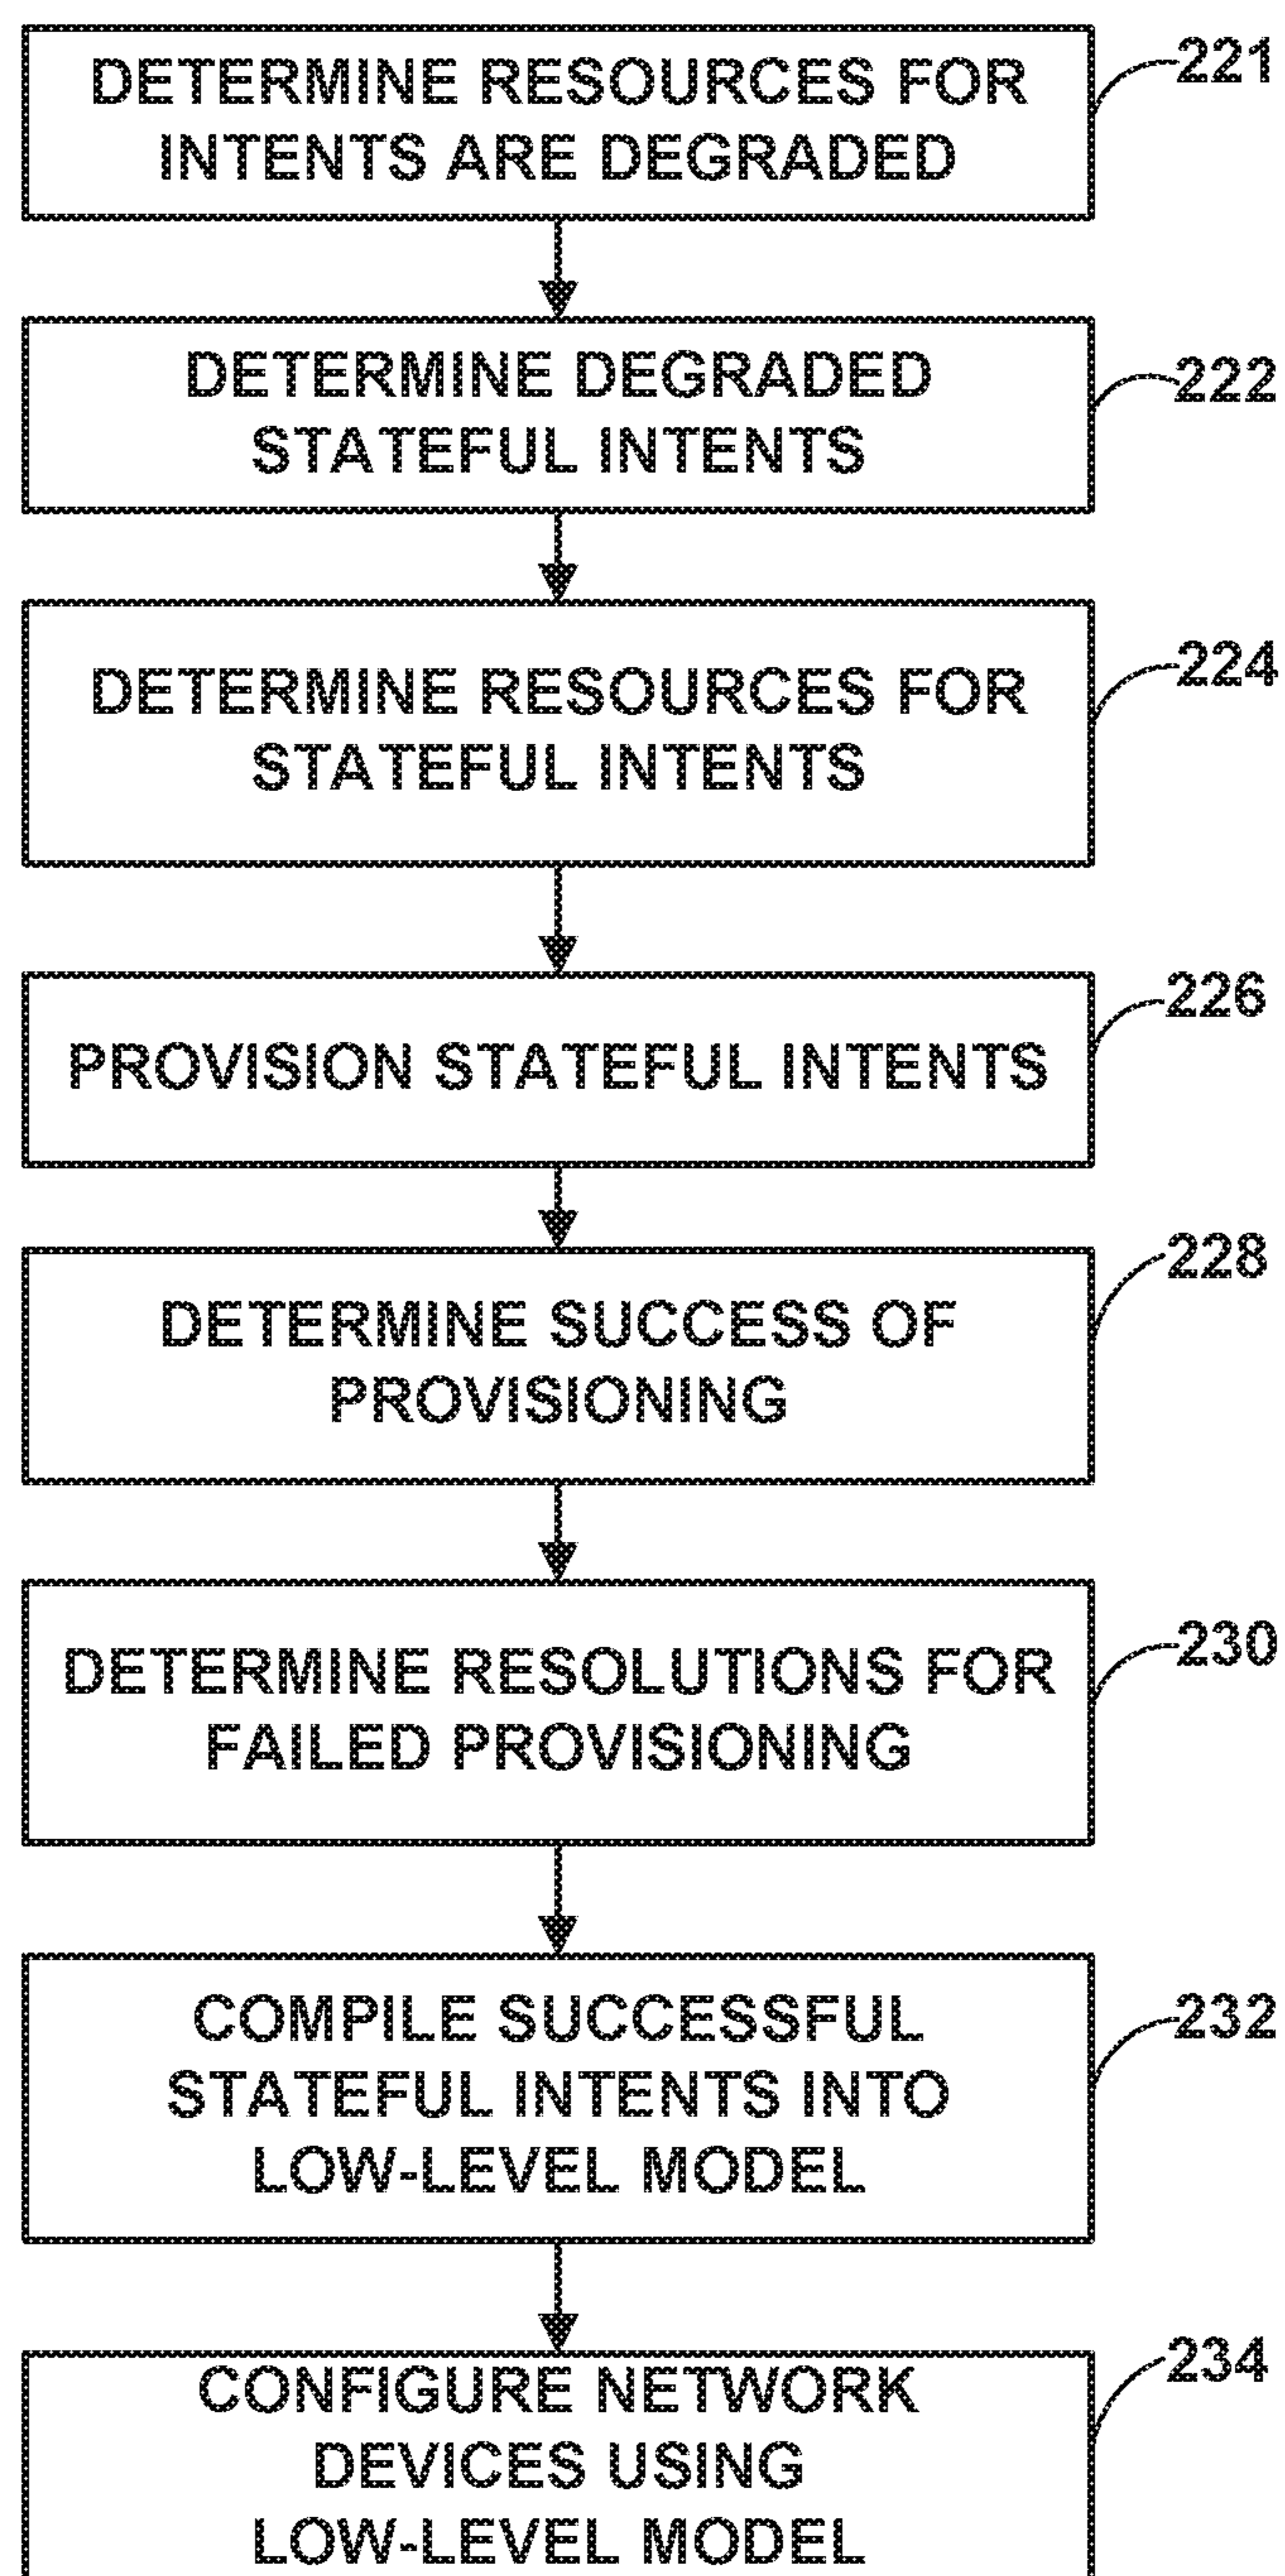 DETERMINE RESOURCES FOR
INTENTS ARE DEGRADED
221
DETERMINE DEGRADED
STATEFUL INTENTS
222
DETERMINE RESOURCES FOR
STATEFUL INTENTS
224
PROVISION STATEFUL INTENTS
226
DETERMINE SUCCESS OF
PROVISIONING
228
DETERMINE RESOLUTIONS FOR
FAILED PROVISIONING
230
COMPILE SUCCESSFUL
STATEFUL INTENTS INTO
LOW-LEVEL MODEL
232
CONFIGURE NETWORK
DEVICES USING
LOW-LEVEL MODEL
234